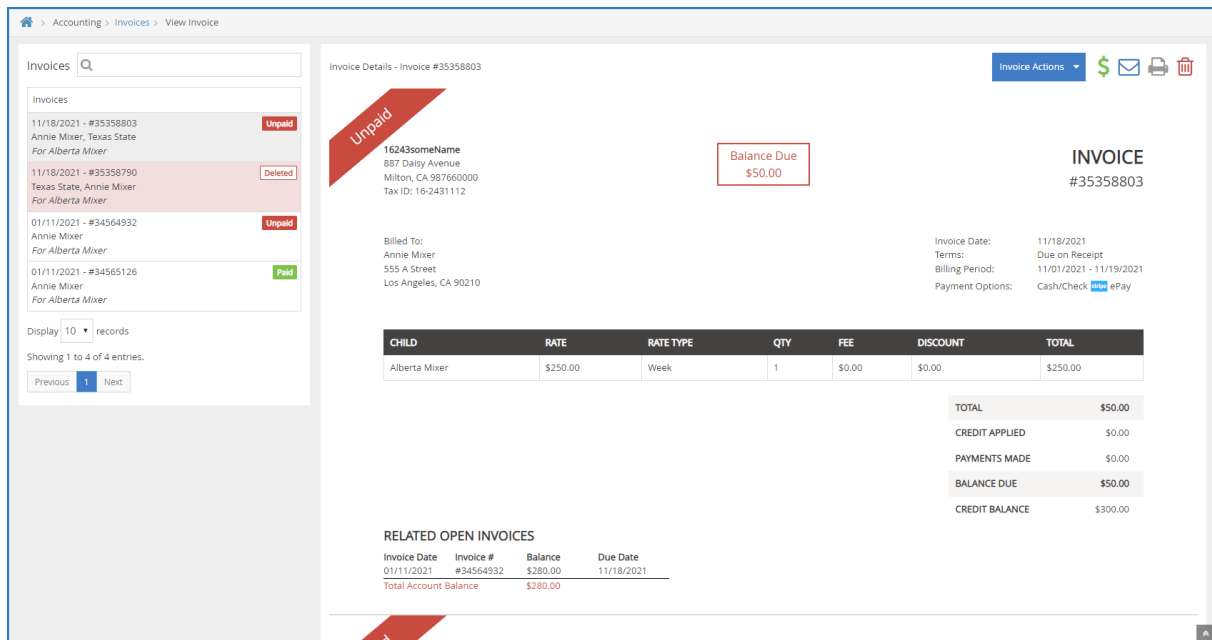 Accounting > Invoices > View Invoice
Invoices
Invoices
11/18/2021 - #35358803 Unpaid
Annie Mixer, Texas State
For Alberta Mixer
11/18/2021 - #35358790 Deleted
Texas State, Annie Mixer
For Alberta Mixer
01/11/2021 - #34564932 Unpaid
Annie Mixer
For Alberta Mixer
01/11/2021 - #34565126 Paid
Annie Mixer
For Alberta Mixer
Display 10 records
Showing 1 to 4 of 4 entries.
Previous 1 Next
Invoice Details - Invoice #35358803
Invoice Actions
Unpaid
16243someName
887 Daisy Avenue
Milton, CA 987660000
Tax ID: 16-2431112
Balance Due
$50.00
INVOICE
#35358803
Billed To:
Annie Mixer
555 A Street
Los Angeles, CA 90210
Invoice Date: 11/18/2021
Terms: Due on Receipt
Billing Period: 11/01/2021 - 11/19/2021
Payment Options: Cash/Check stripe ePay
CHILD RATE RATE TYPE QTY FEE DISCOUNT TOTAL
Alberta Mixer $250.00 Week 1 $0.00 $0.00 $250.00
TOTAL $50.00
CREDIT APPLIED $0.00
PAYMENTS MADE $0.00
BALANCE DUE $50.00
CREDIT BALANCE $300.00
RELATED OPEN INVOICES
Invoice Date Invoice # Balance Due Date
01/11/2021 #34564932 $280.00 11/18/2021
Total Account Balance $280.00